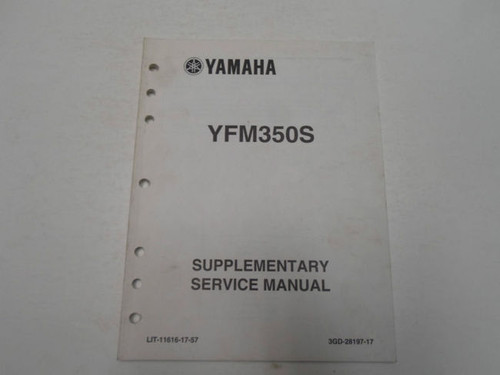 YAMAHA
YFM350S
SUPPLEMENTARY
SERVICE MANUAL
LIT-11616-17-57
3GD-28197-17